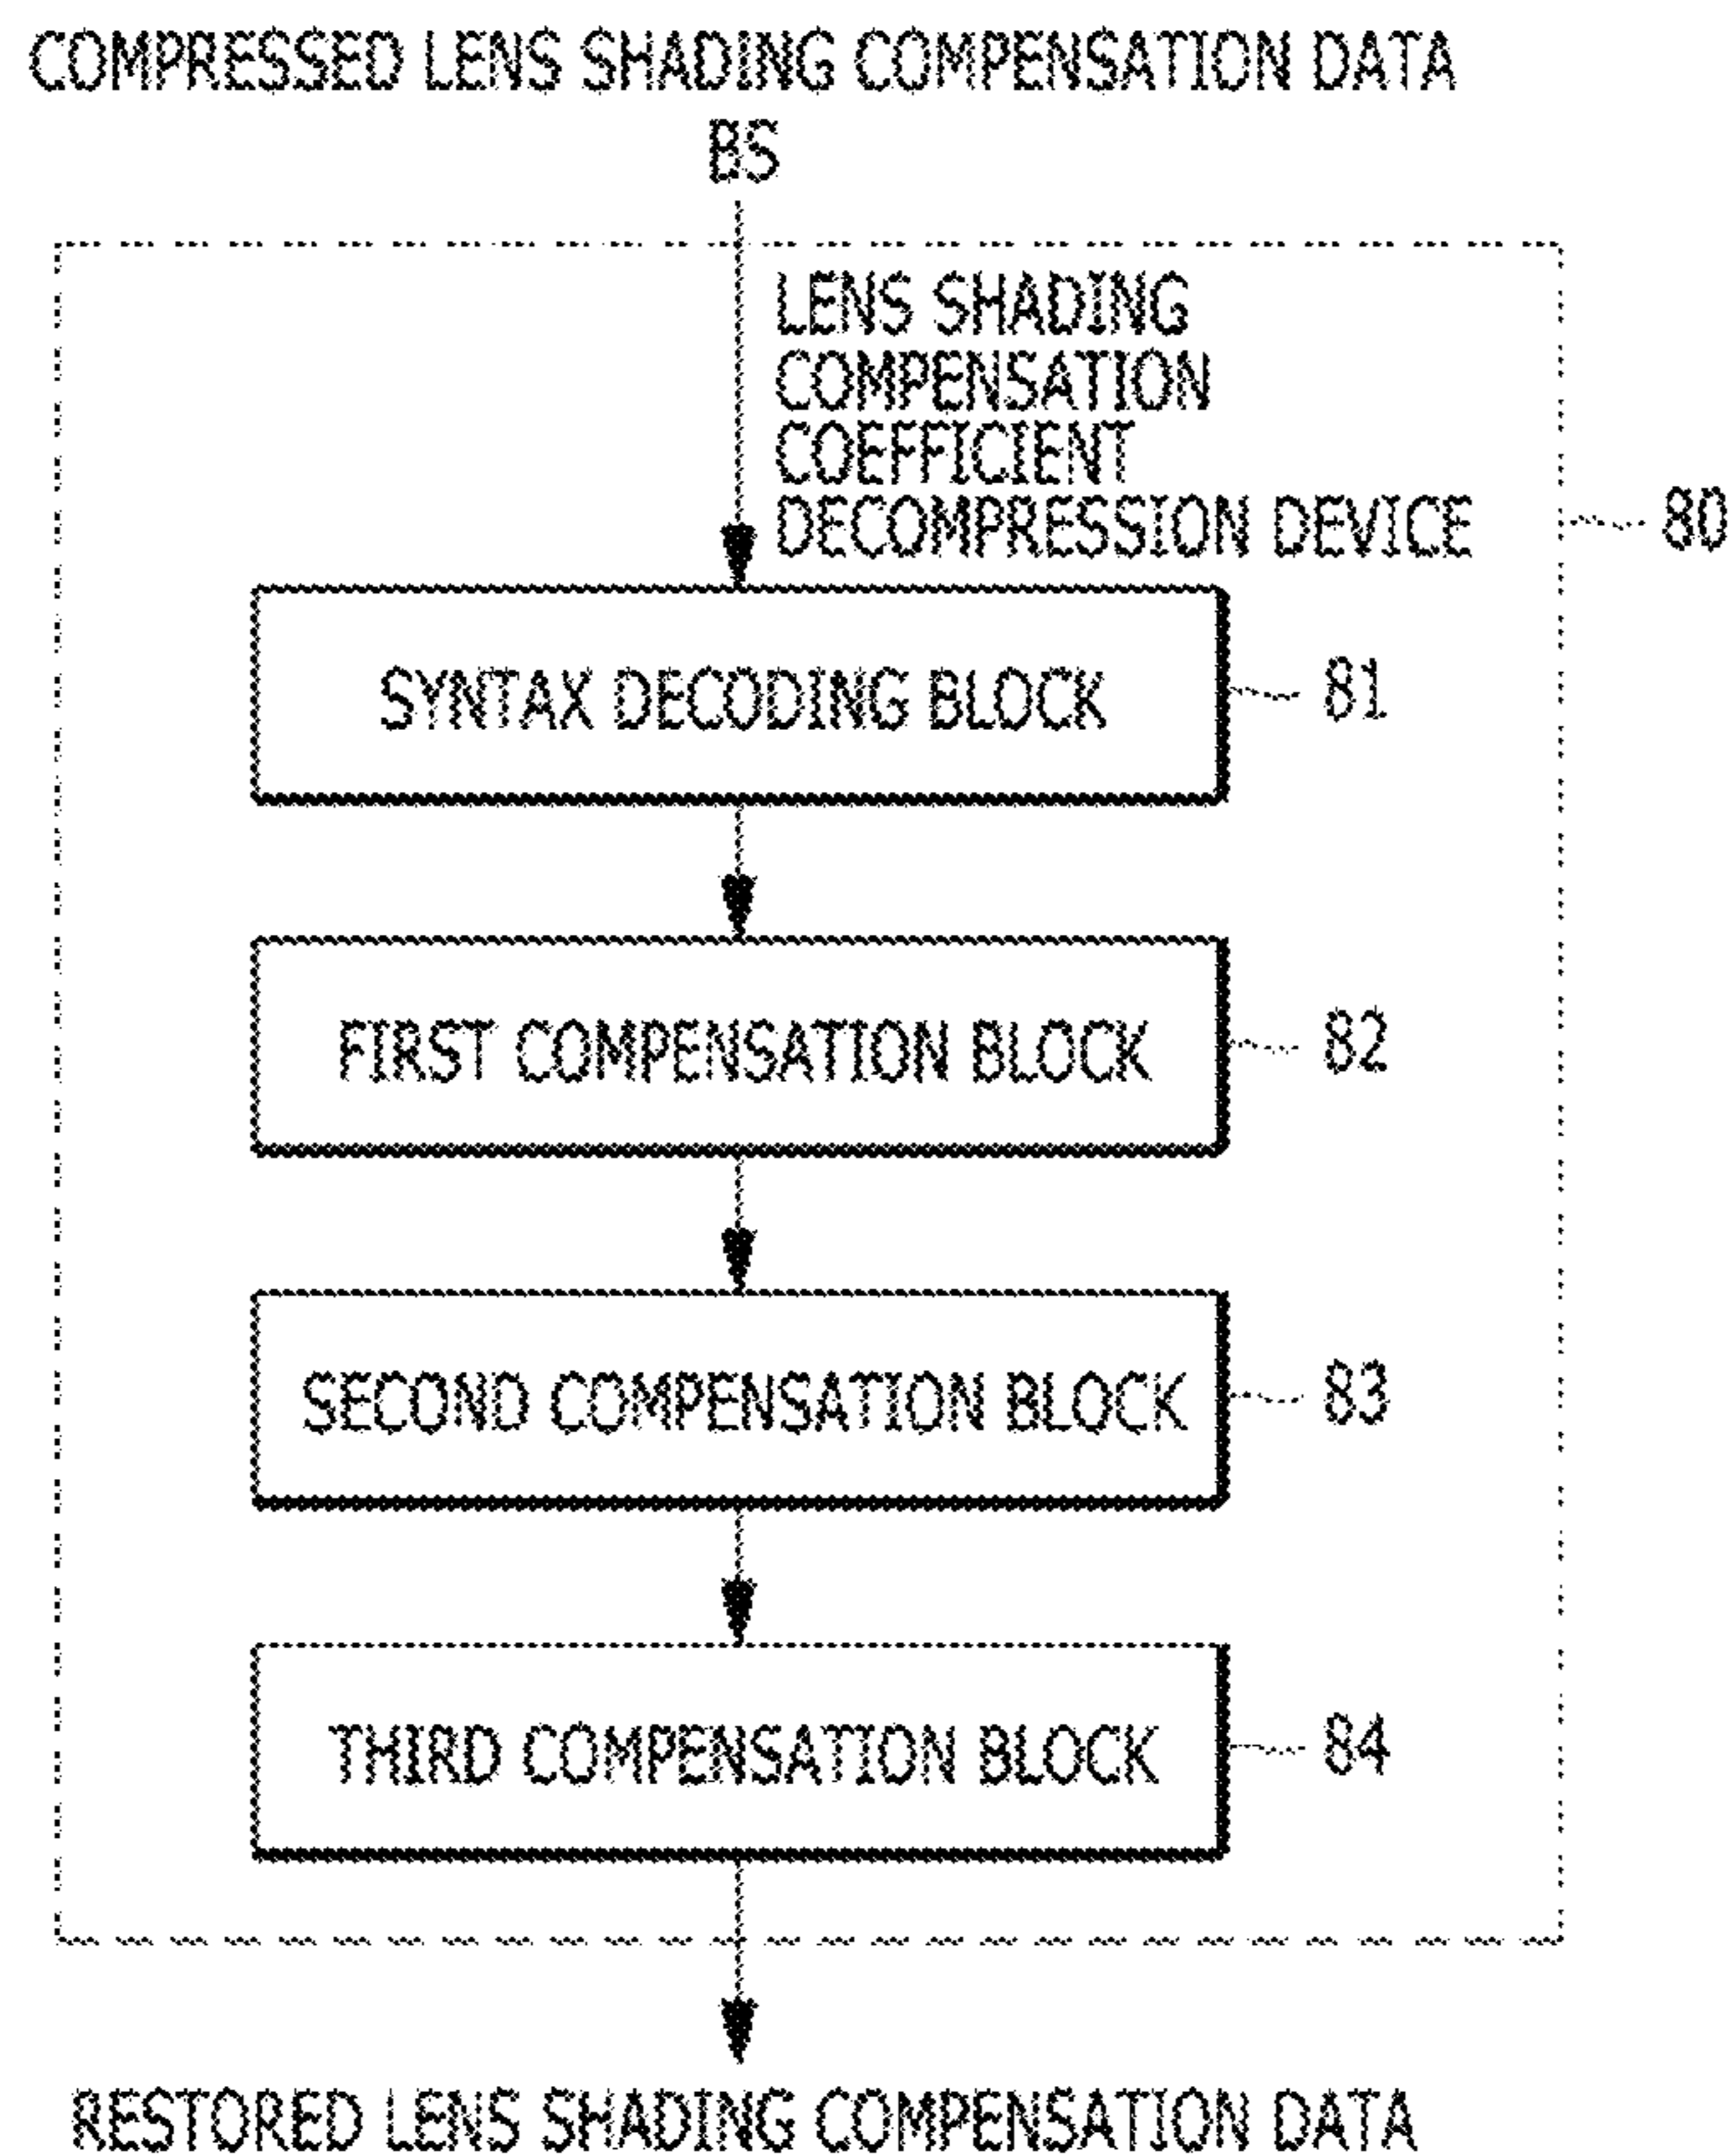 COMPRESSED LENS SHADING COMPENSATION DATA
BS
LENS SHADING
COMPENSATION
COEFFICIENT
DECOMPRESSION DEVICE
80
SYNTAX DECODING BLOCK
81
FIRST COMPENSATION BLOCK
82
SECOND COMPENSATION BLOCK
83
THIRD COMPENSATION BLOCK
84
RESTORED LENS SHADING COMPENSATION DATA